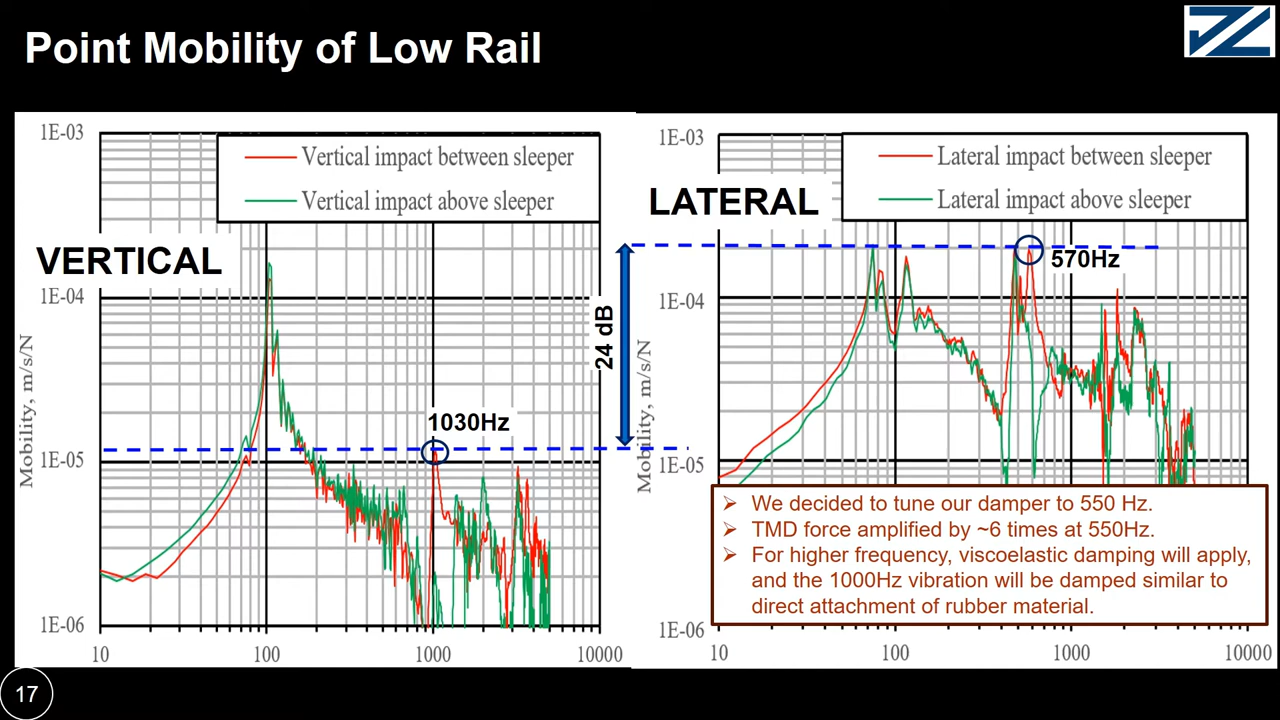 Point Mobility of Low Rail
1E-03
1E-04
1E-05
1E-06
Mobility, m/s/N
Vertical impact between sleeper
Vertical impact above sleeper
VERTICAL
1030Hz
10
100
1000
10000
24 dB
1E-03
1E-04
1E-05
1E-06
Mobility, m/s/N
Lateral impact between sleeper
Lateral impact above sleeper
LATERAL
570Hz
10
100
1000
10000
We decided to tune our damper to 550 Hz.
TMD force amplified by ~6 times at 550Hz.
For higher frequency, viscoelastic damping will apply,
and the 1000Hz vibration will be damped similar to
direct attachment of rubber material.
17